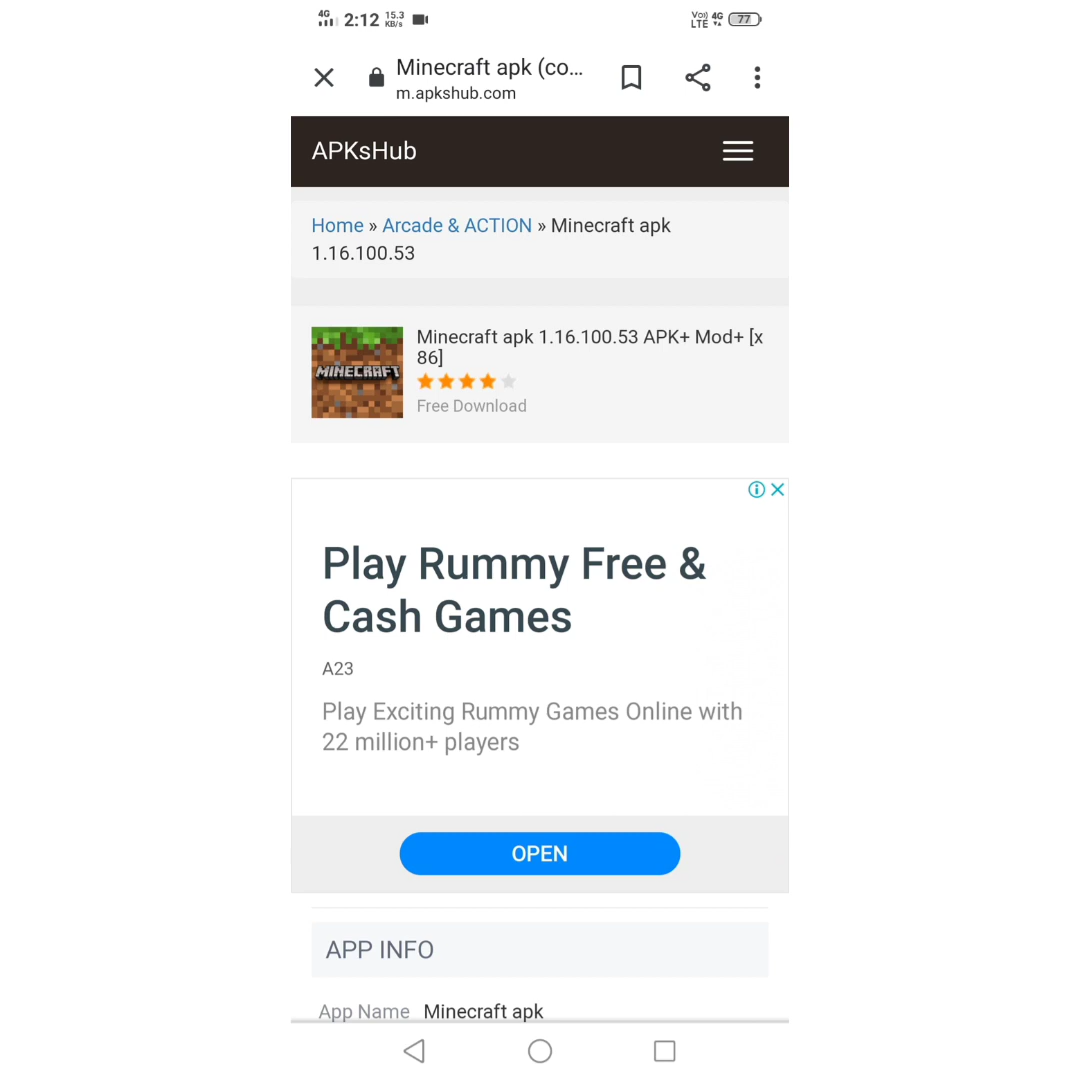 4G 2:12 15.3 KB/s Vo)) LTE 4G 77
Minecraft apk (co...
m.apkshub.com
APKsHub
Home » Arcade & ACTION » Minecraft apk
1.16.100.53
Minecraft apk 1.16.100.53 APK+ Mod+ [x
86]
MINECRAFT
Free Download
Play Rummy Free &
Cash Games
A23
Play Exciting Rummy Games Online with
22 million+ players
OPEN
APP INFO
App Name Minecraft apk